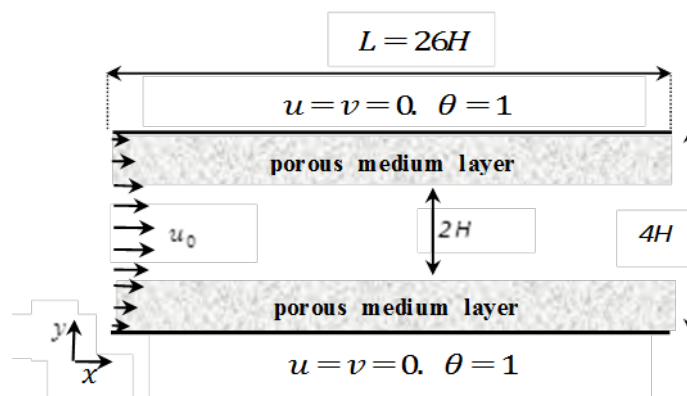 L = 26H
u = v = 0. θ = 1
porous medium layer
u₀
2H
4H
porous medium layer
y
x
u = v = 0. θ = 1